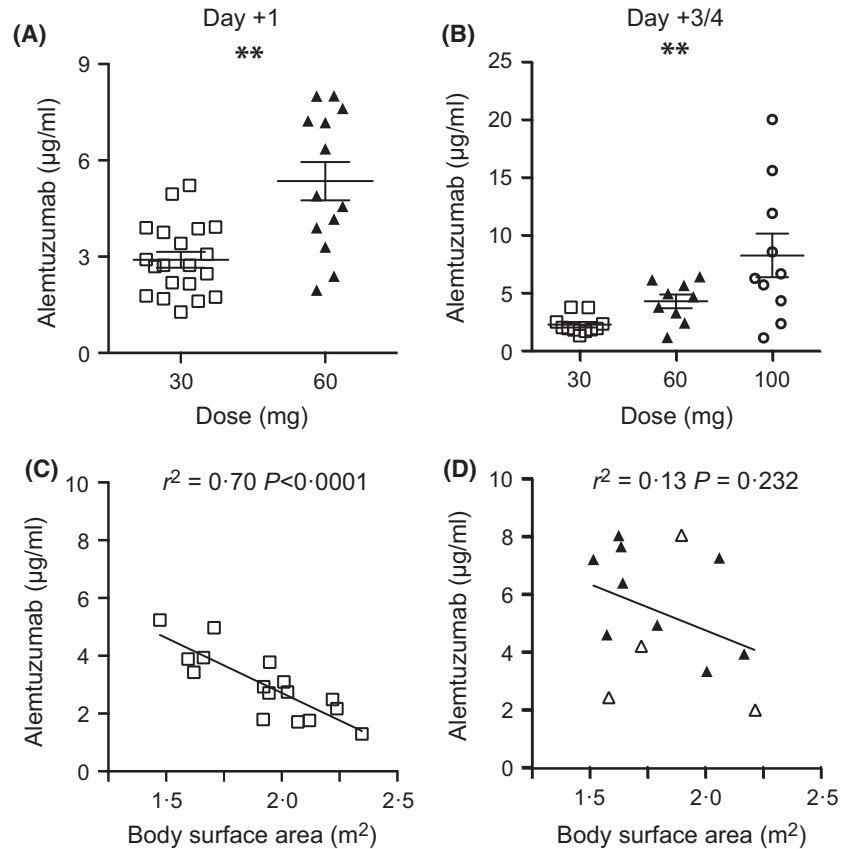 (A)
Day +1
**
Alemtuzumab (µg/ml)
9
6
3
0
30
60
Dose (mg)
(B)
Day +3/4
**
Alemtuzumab (µg/ml)
25
20
15
10
5
0
30
60
100
Dose (mg)
(C)
r² = 0·70 P<0·0001
Alemtuzumab (µg/ml)
10
8
6
4
2
0
1·5
2·0
2·5
Body surface area (m²)
(D)
r² = 0·13 P = 0·232
Alemtuzumab (µg/ml)
10
8
6
4
2
0
1·5
2·0
2·5
Body surface area (m²)